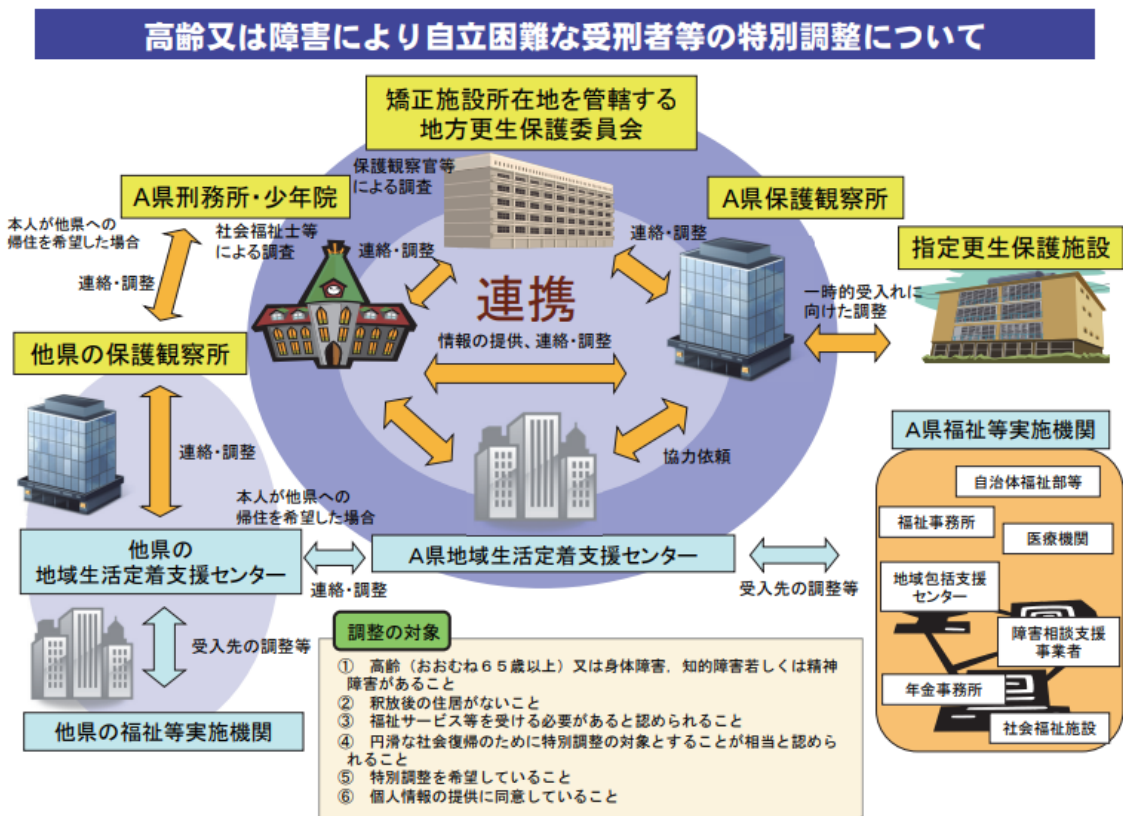 高齢又は障害により自立困難な受刑者等の特別調整について
矯正施設所在地を管轄する
地方更生保護委員会
保護観察官等
による調査
A県刑務所・少年院
社会福祉士等
による調査
本人が他県への
帰住を希望した場合
連絡・調整
連絡・調整
連絡・調整
A県保護観察所
指定更生保護施設
一時的受入れに
向けた調整
連携
情報の提供、連絡・調整
他県の保護観察所
連絡・調整
協力依頼
本人が他県への
帰住を希望した場合
他県の
地域生活定着支援センター
連絡・調整
A県地域生活定着支援センター
受入先の調整等
受入先の調整等
他県の福祉等実施機関
A県福祉等実施機関
自治体福祉部等
福祉事務所
医療機関
地域包括支援
センター
障害相談支援
事業者
年金事務所
社会福祉施設
調整の対象
① 高齢（おおむね６５歳以上）又は身体障害，知的障害若しくは精神
障害があること
② 釈放後の住居がないこと
③ 福祉サービス等を受ける必要があると認められること
④ 円滑な社会復帰のために特別調整の対象とすることが相当と認めら
れること
⑤ 特別調整を希望していること
⑥ 個人情報の提供に同意していること